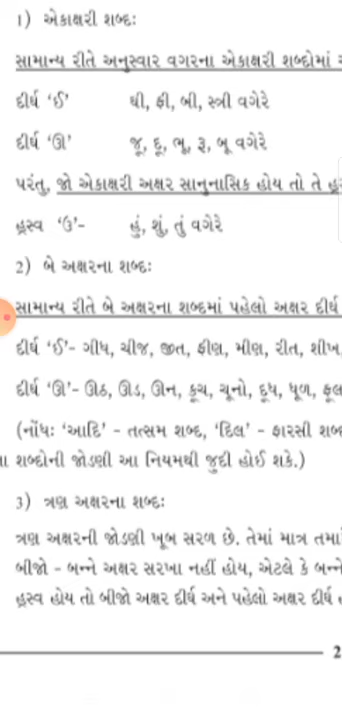 1) એકાક્ષરી શબ્દઃ
સામાન્ય રીતે અનુસ્વાર વગરના એકાક્ષરી શબ્દોમાં
દીર્ઘ ‘ઈ’ ઘી, ફી, બી, સ્ત્રી વગેરે
દીર્ઘ ‘ઊ’ જૂ, દૂ, ભૂ, રૂ, બૂ વગેરે
પરંતુ, જો એકાક્ષરી અક્ષર સાનુનાસિક હોય તો તે
હ્રસ્વ ‘ઉ’- હું, શું, તું વગેરે
2) બે અક્ષરના શબ્દઃ
સામાન્ય રીતે બે અક્ષરના શબ્દમાં પહેલો અક્ષર દીર્ઘ
દીર્ઘ ‘ઈ’- ગીધ, ચીજ, જીત, ફીણ, મીણ, રીત, શીખ,
દીર્ઘ ‘ઊ’- ઊઠ, ઊડ, ઊન, કૂચ, ચૂનો, દૂધ, ધૂળ, ફૂલ
(નોંધઃ ‘આદિ’ - તત્સમ શબ્દ, ‘દિલ’ - ફારસી શબ્દ
શબ્દોની જોડણી આ નિયમથી જુદી હોઈ શકે.)
3) ત્રણ અક્ષરના શબ્દઃ
ત્રણ અક્ષરની જોડણી ખૂબ સરળ છે. તેમાં માત્ર
બીજો - બન્ને અક્ષર સરખા નહીં હોય, એટલે કે બન્ને
હ્રસ્વ હોય તો બીજો અક્ષર દીર્ઘ અને પહેલો અક્ષર દીર્ઘ
2